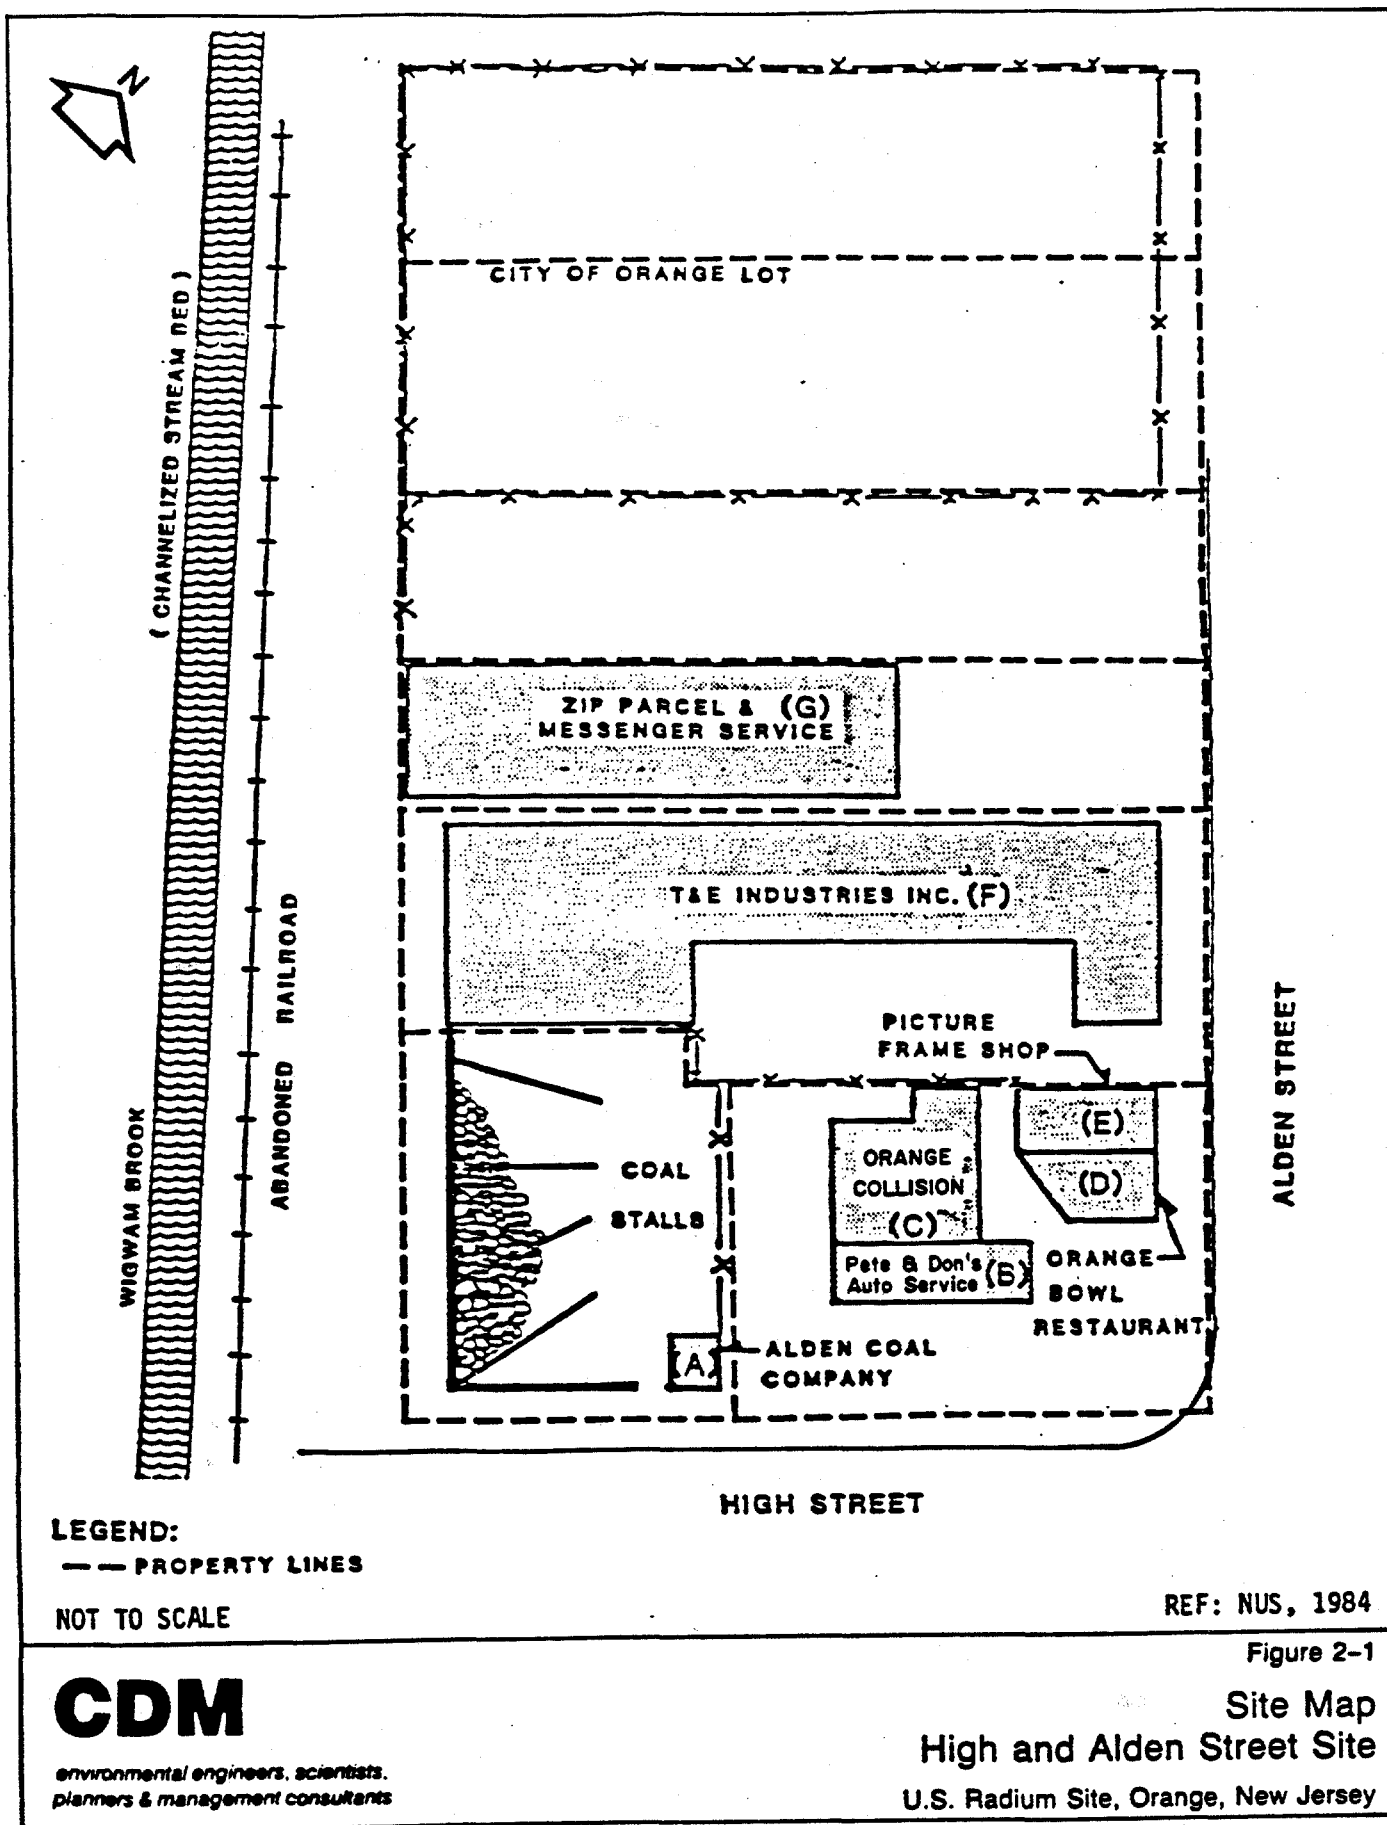 N
( CHANNELIZED STREAM BED )
CITY OF ORANGE LOT
ZIP PARCEL & (G)
MESSENGER SERVICE
T&E INDUSTRIES INC. (F)
ABANDONED RAILROAD
WIGWAM BROOK
PICTURE
FRAME SHOP
(E)
(D)
ALDEN STREET
COAL
STALLS
ORANGE
COLLISION
(C)
Pete & Don's
Auto Service (B)
ORANGE
BOWL
RESTAURANT
(A)
ALDEN COAL
COMPANY
HIGH STREET
LEGEND:
— — PROPERTY LINES
NOT TO SCALE
REF: NUS, 1984
Figure 2-1
CDM
environmental engineers, scientists,
planners & management consultants
Site Map
High and Alden Street Site
U.S. Radium Site, Orange, New Jersey